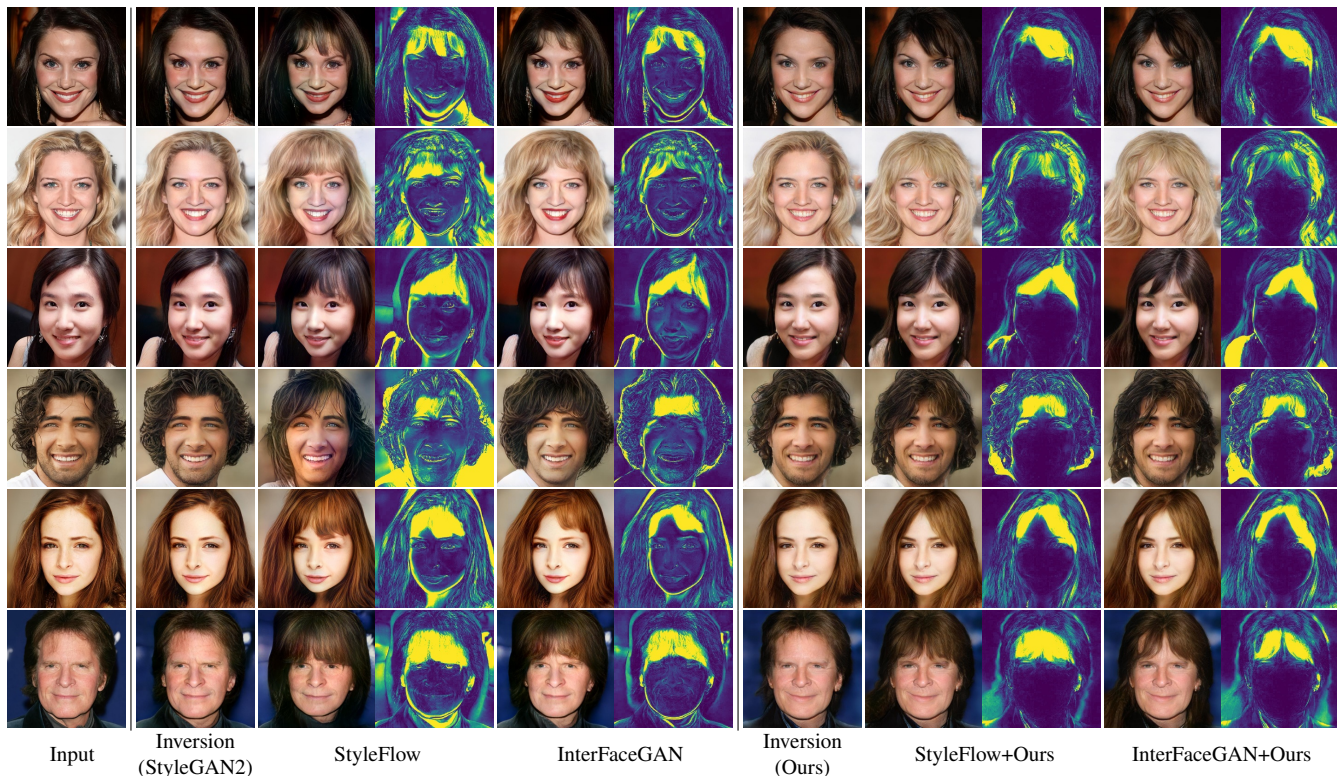 Input
Inversion
(StyleGAN2)
StyleFlow
InterFaceGAN
Inversion
(Ours)
StyleFlow+Ours
InterFaceGAN+Ours